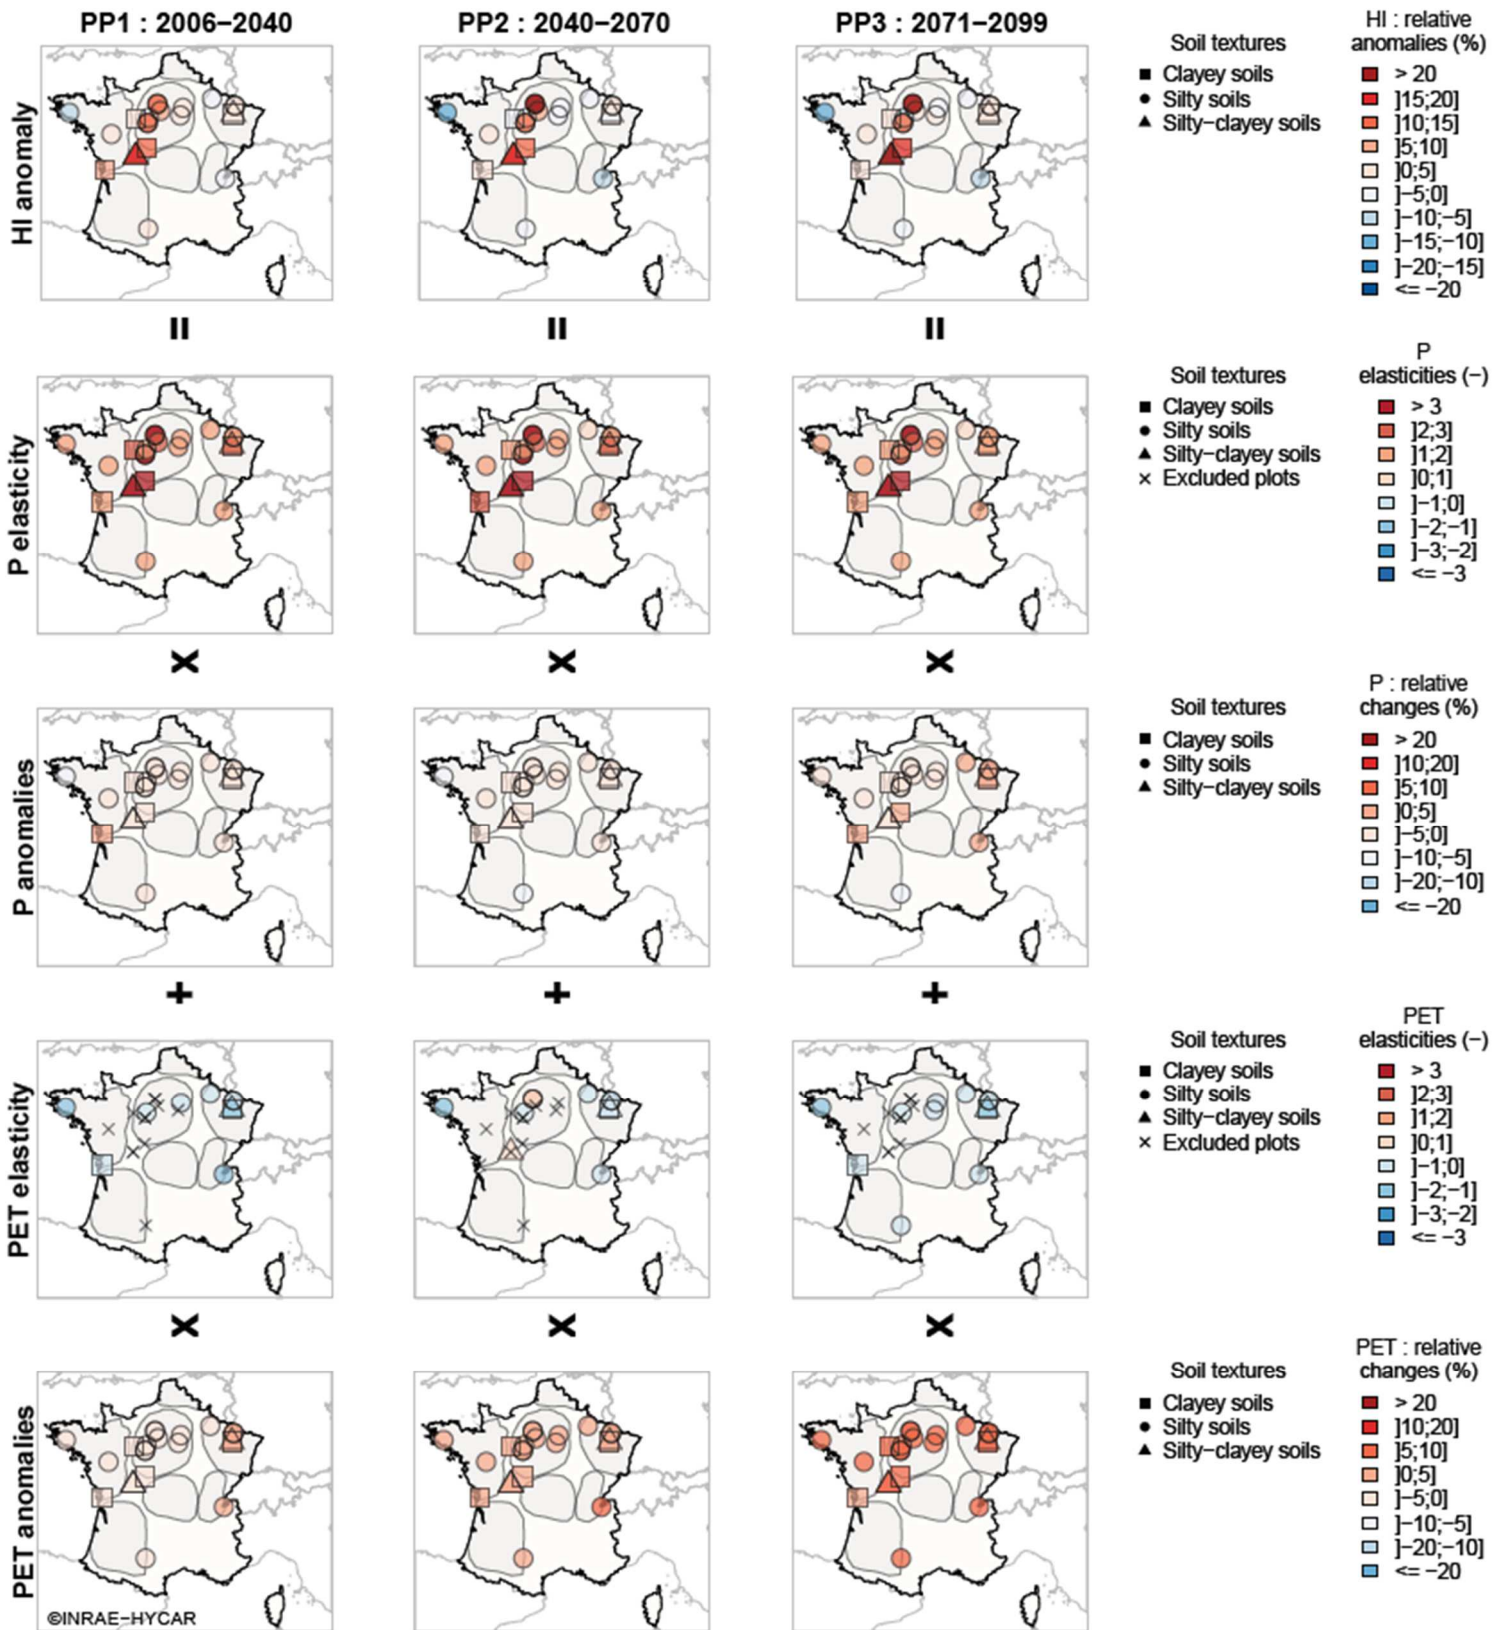 PP1 : 2006−2040
PP2 : 2040−2070
PP3 : 2071−2099
HI anomaly
Soil textures
Clayey soils
Silty soils
Silty−clayey soils
HI : relative
anomalies (%)
> 20
]15;20]
]10;15]
]5;10]
]0;5]
]−5;0]
]−10;−5]
]−15;−10]
]−20;−15]
<= −20
=
=
=
P elasticity
Soil textures
Clayey soils
Silty soils
Silty−clayey soils
Excluded plots
P
elasticities (−)
> 3
]2;3]
]1;2]
]0;1]
]−1;0]
]−2;−1]
]−3;−2]
<= −3
x
x
x
P anomalies
Soil textures
Clayey soils
Silty soils
Silty−clayey soils
P : relative
changes (%)
> 20
]10;20]
]5;10]
]0;5]
]−5;0]
]−10;−5]
]−20;−10]
<= −20
+
+
+
PET elasticity
Soil textures
Clayey soils
Silty soils
Silty−clayey soils
Excluded plots
PET
elasticities (−)
> 3
]2;3]
]1;2]
]0;1]
]−1;0]
]−2;−1]
]−3;−2]
<= −3
x
x
x
PET anomalies
Soil textures
Clayey soils
Silty soils
Silty−clayey soils
PET : relative
changes (%)
> 20
]10;20]
]5;10]
]0;5]
]−5;0]
]−10;−5]
]−20;−10]
<= −20
©INRAE−HYCAR